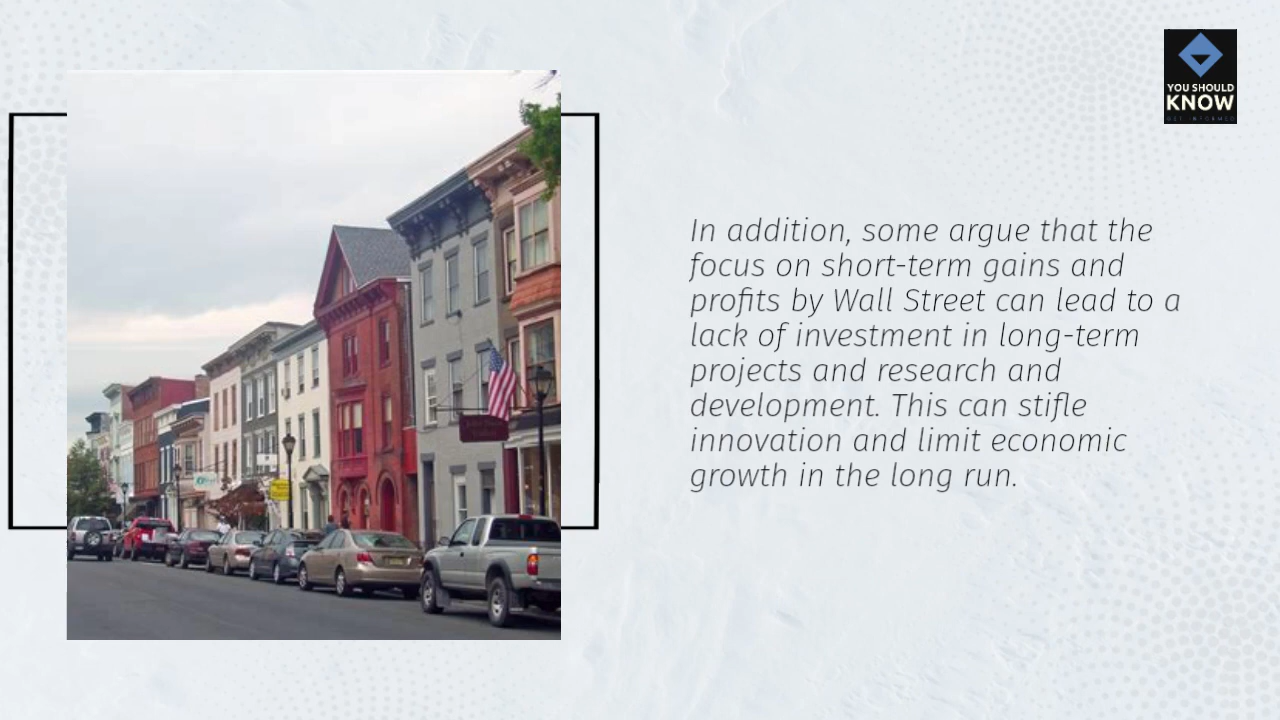 YOU SHOULD
KNOW
GET INFORMED
In addition, some argue that the
focus on short-term gains and
profits by Wall Street can lead to a
lack of investment in long-term
projects and research and
development. This can stifle
innovation and limit economic
growth in the long run.